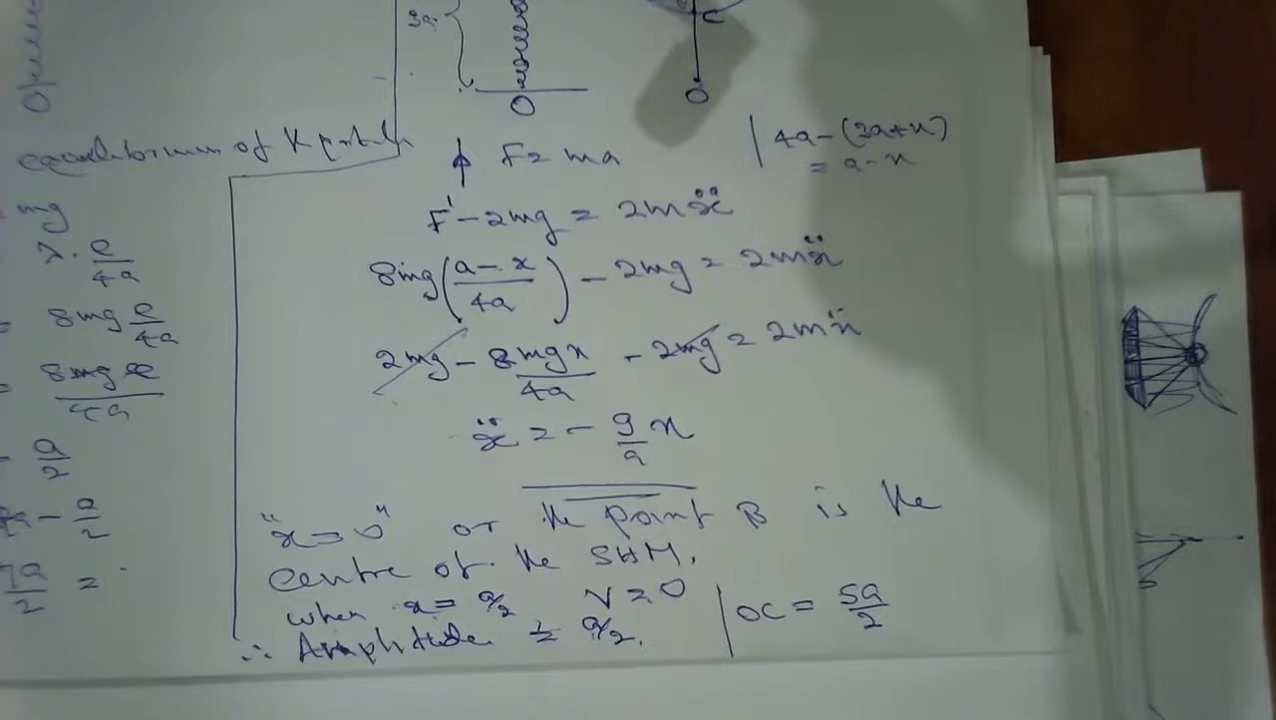 3a
C
O
O
equilibrium of
F = ma
4a - (3a+x)
= a - x
F' - 2mg = 2mẍ
8mg(a - x / 4a) - 2mg = 2mẍ
2mg - 8mgx/4a - 2mg = 2mẍ
ẍ = - g/a x
mg
λ. e/4a
8mg e/4a
8mg e/4a
a/2
- a/2
7a/2 =
"x = 0" or the point B is the
centre of the SHM.
when x = a/2 V = 0
∴ Amplitude = a/2.
OC = 5a/2